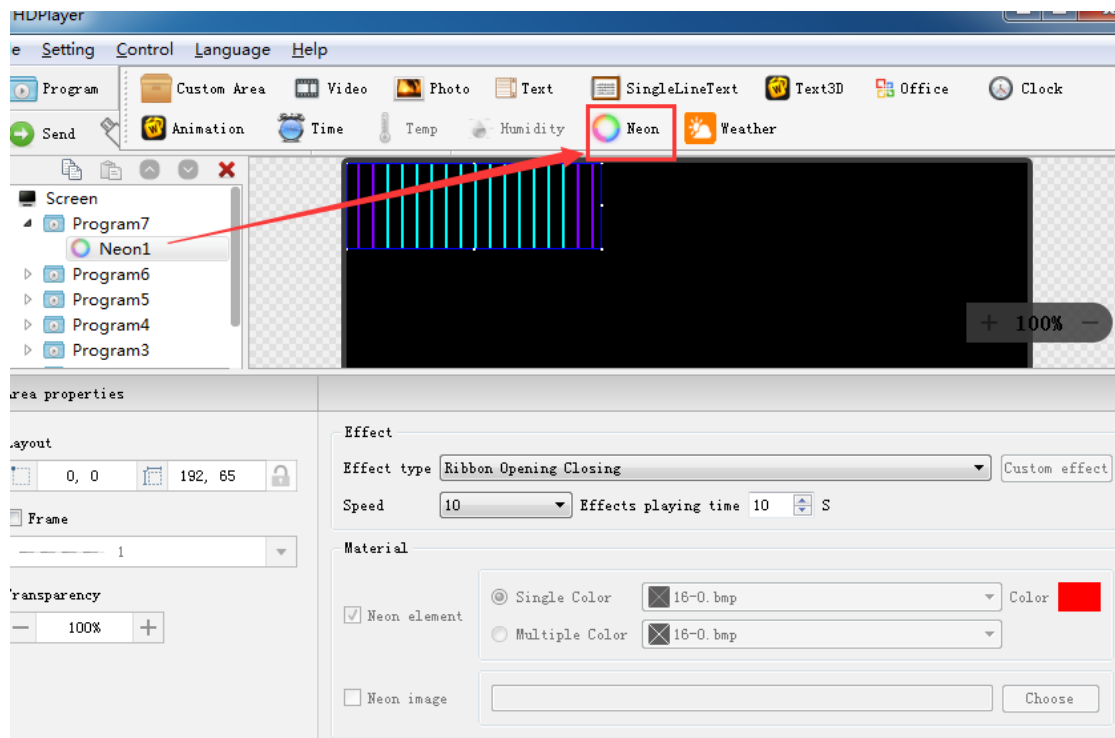 HDPlayer
e Setting Control Language Help
Program Custom Area Video Photo Text SingleLineText Text3D Office Clock
Send Animation Time Temp Humidity Neon Weather
Screen
Program7
Neon1
Program6
Program5
Program4
Program3
100%
Area properties
Layout
0, 0 192, 65
Frame
1
Transparency
100%
Effect
Effect type Ribbon Opening Closing Custom effect
Speed 10 Effects playing time 10 S
Material
Neon element
Single Color 16-0.bmp Color
Multiple Color 16-0.bmp
Neon image Choose